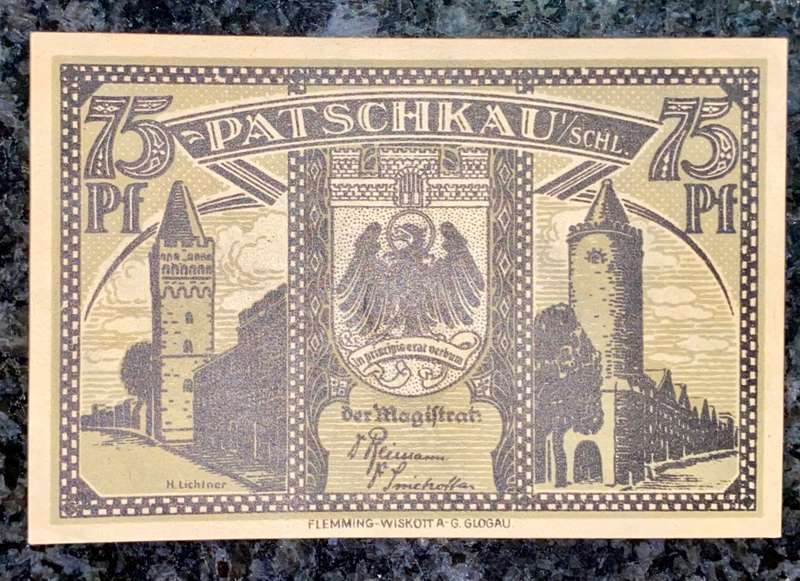 75 Pf
PATSCHKAU i/SCHL.
75 Pf
in principio erat verbum
der Magistrat:
H. Lichtner
FLEMMING-WISKOTT A-G. GLOGAU.